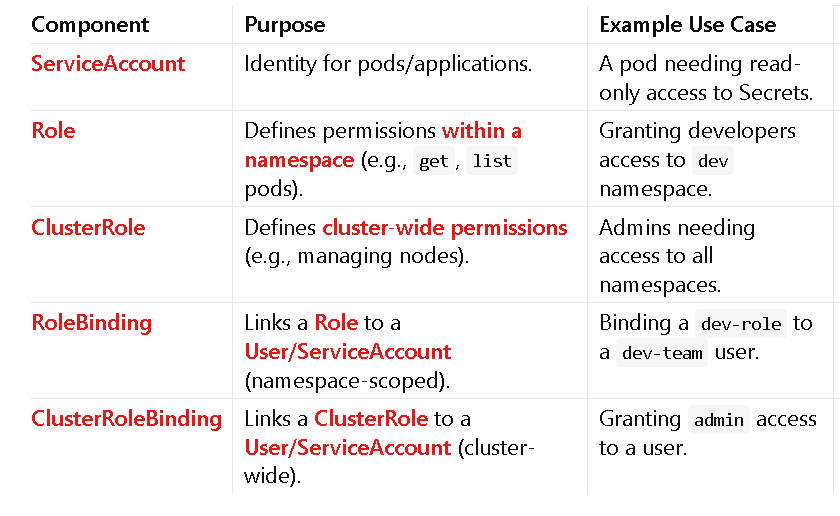 Component Purpose Example Use Case
ServiceAccount Identity for pods/applications. A pod needing read-
only access to Secrets.
Role Defines permissions within a Granting developers
namespace (e.g., get , list access to dev
pods). namespace.
ClusterRole Defines cluster-wide permissions Admins needing
(e.g., managing nodes). access to all
namespaces.
RoleBinding Links a Role to a Binding a dev-role to
User/ServiceAccount a dev-team user.
(namespace-scoped).
ClusterRoleBinding Links a ClusterRole to a Granting admin access
User/ServiceAccount (cluster- to a user.
wide).